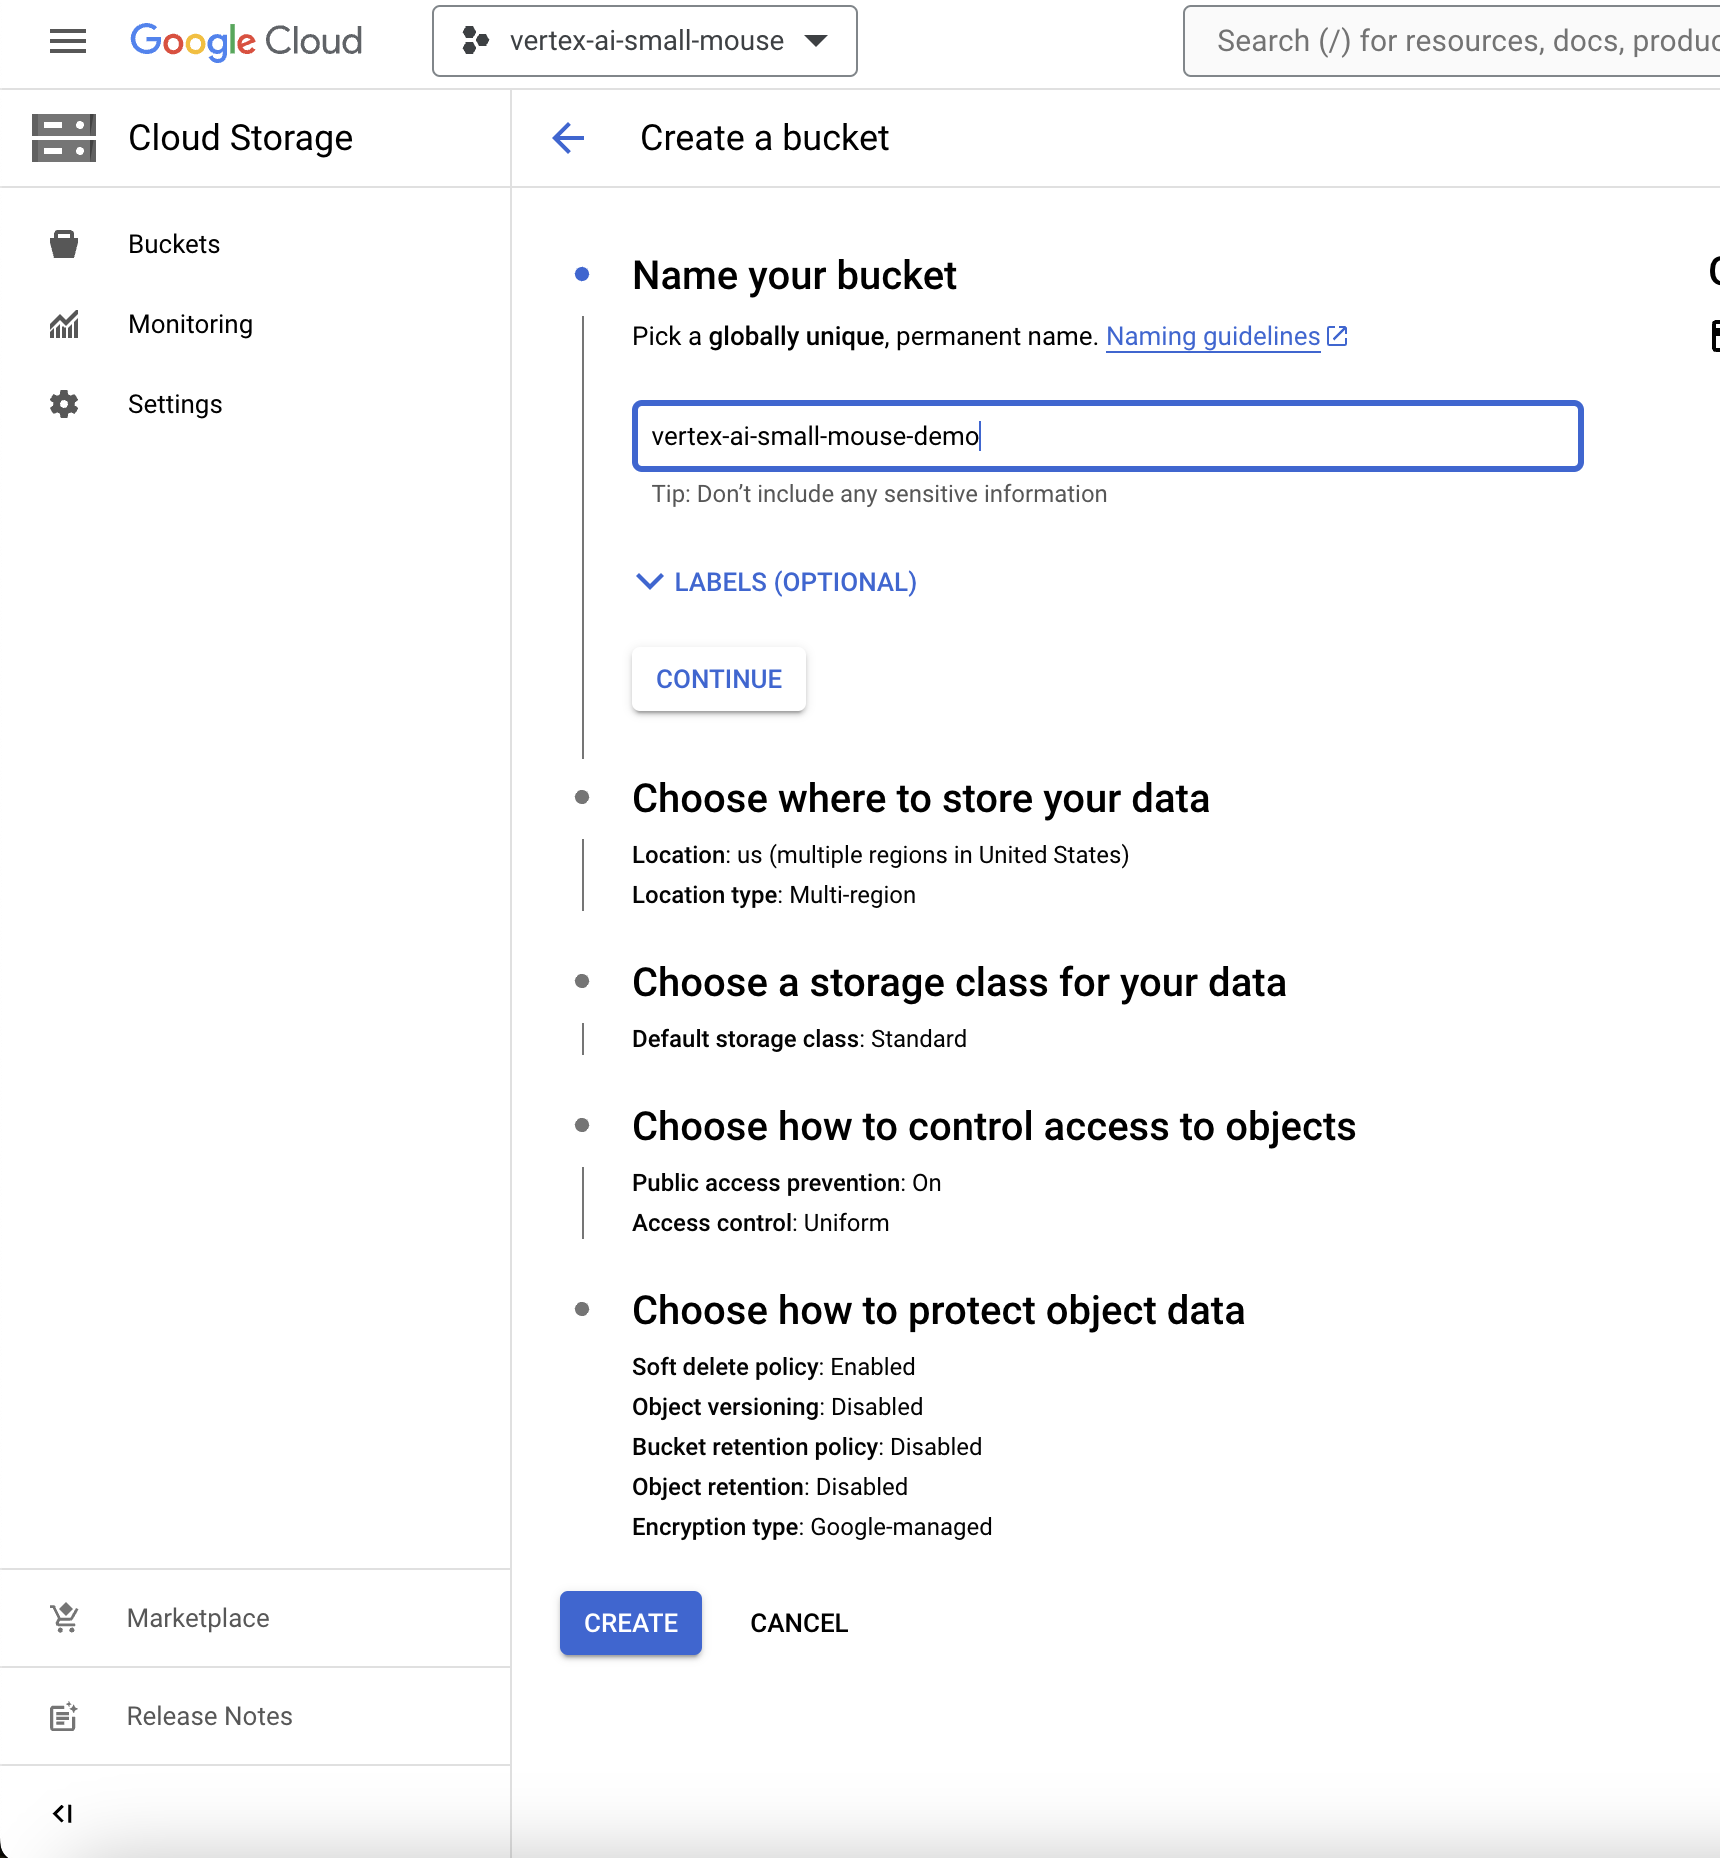 Google Cloud
vertex-ai-small-mouse
Search (/) for resources, docs,
Cloud Storage
Create a bucket
Buckets
Monitoring
Settings
Name your bucket
Pick a globally unique, permanent name. Naming guidelines
vertex-ai-small-mouse-demo
Tip: Don’t include any sensitive information
LABELS (OPTIONAL)
CONTINUE
Choose where to store your data
Location: us (multiple regions in United States)
Location type: Multi-region
Choose a storage class for your data
Default storage class: Standard
Choose how to control access to objects
Public access prevention: On
Access control: Uniform
Choose how to protect object data
Soft delete policy: Enabled
Object versioning: Disabled
Bucket retention policy: Disabled
Object retention: Disabled
Encryption type: Google-managed
CREATE
CANCEL
Marketplace
Release Notes